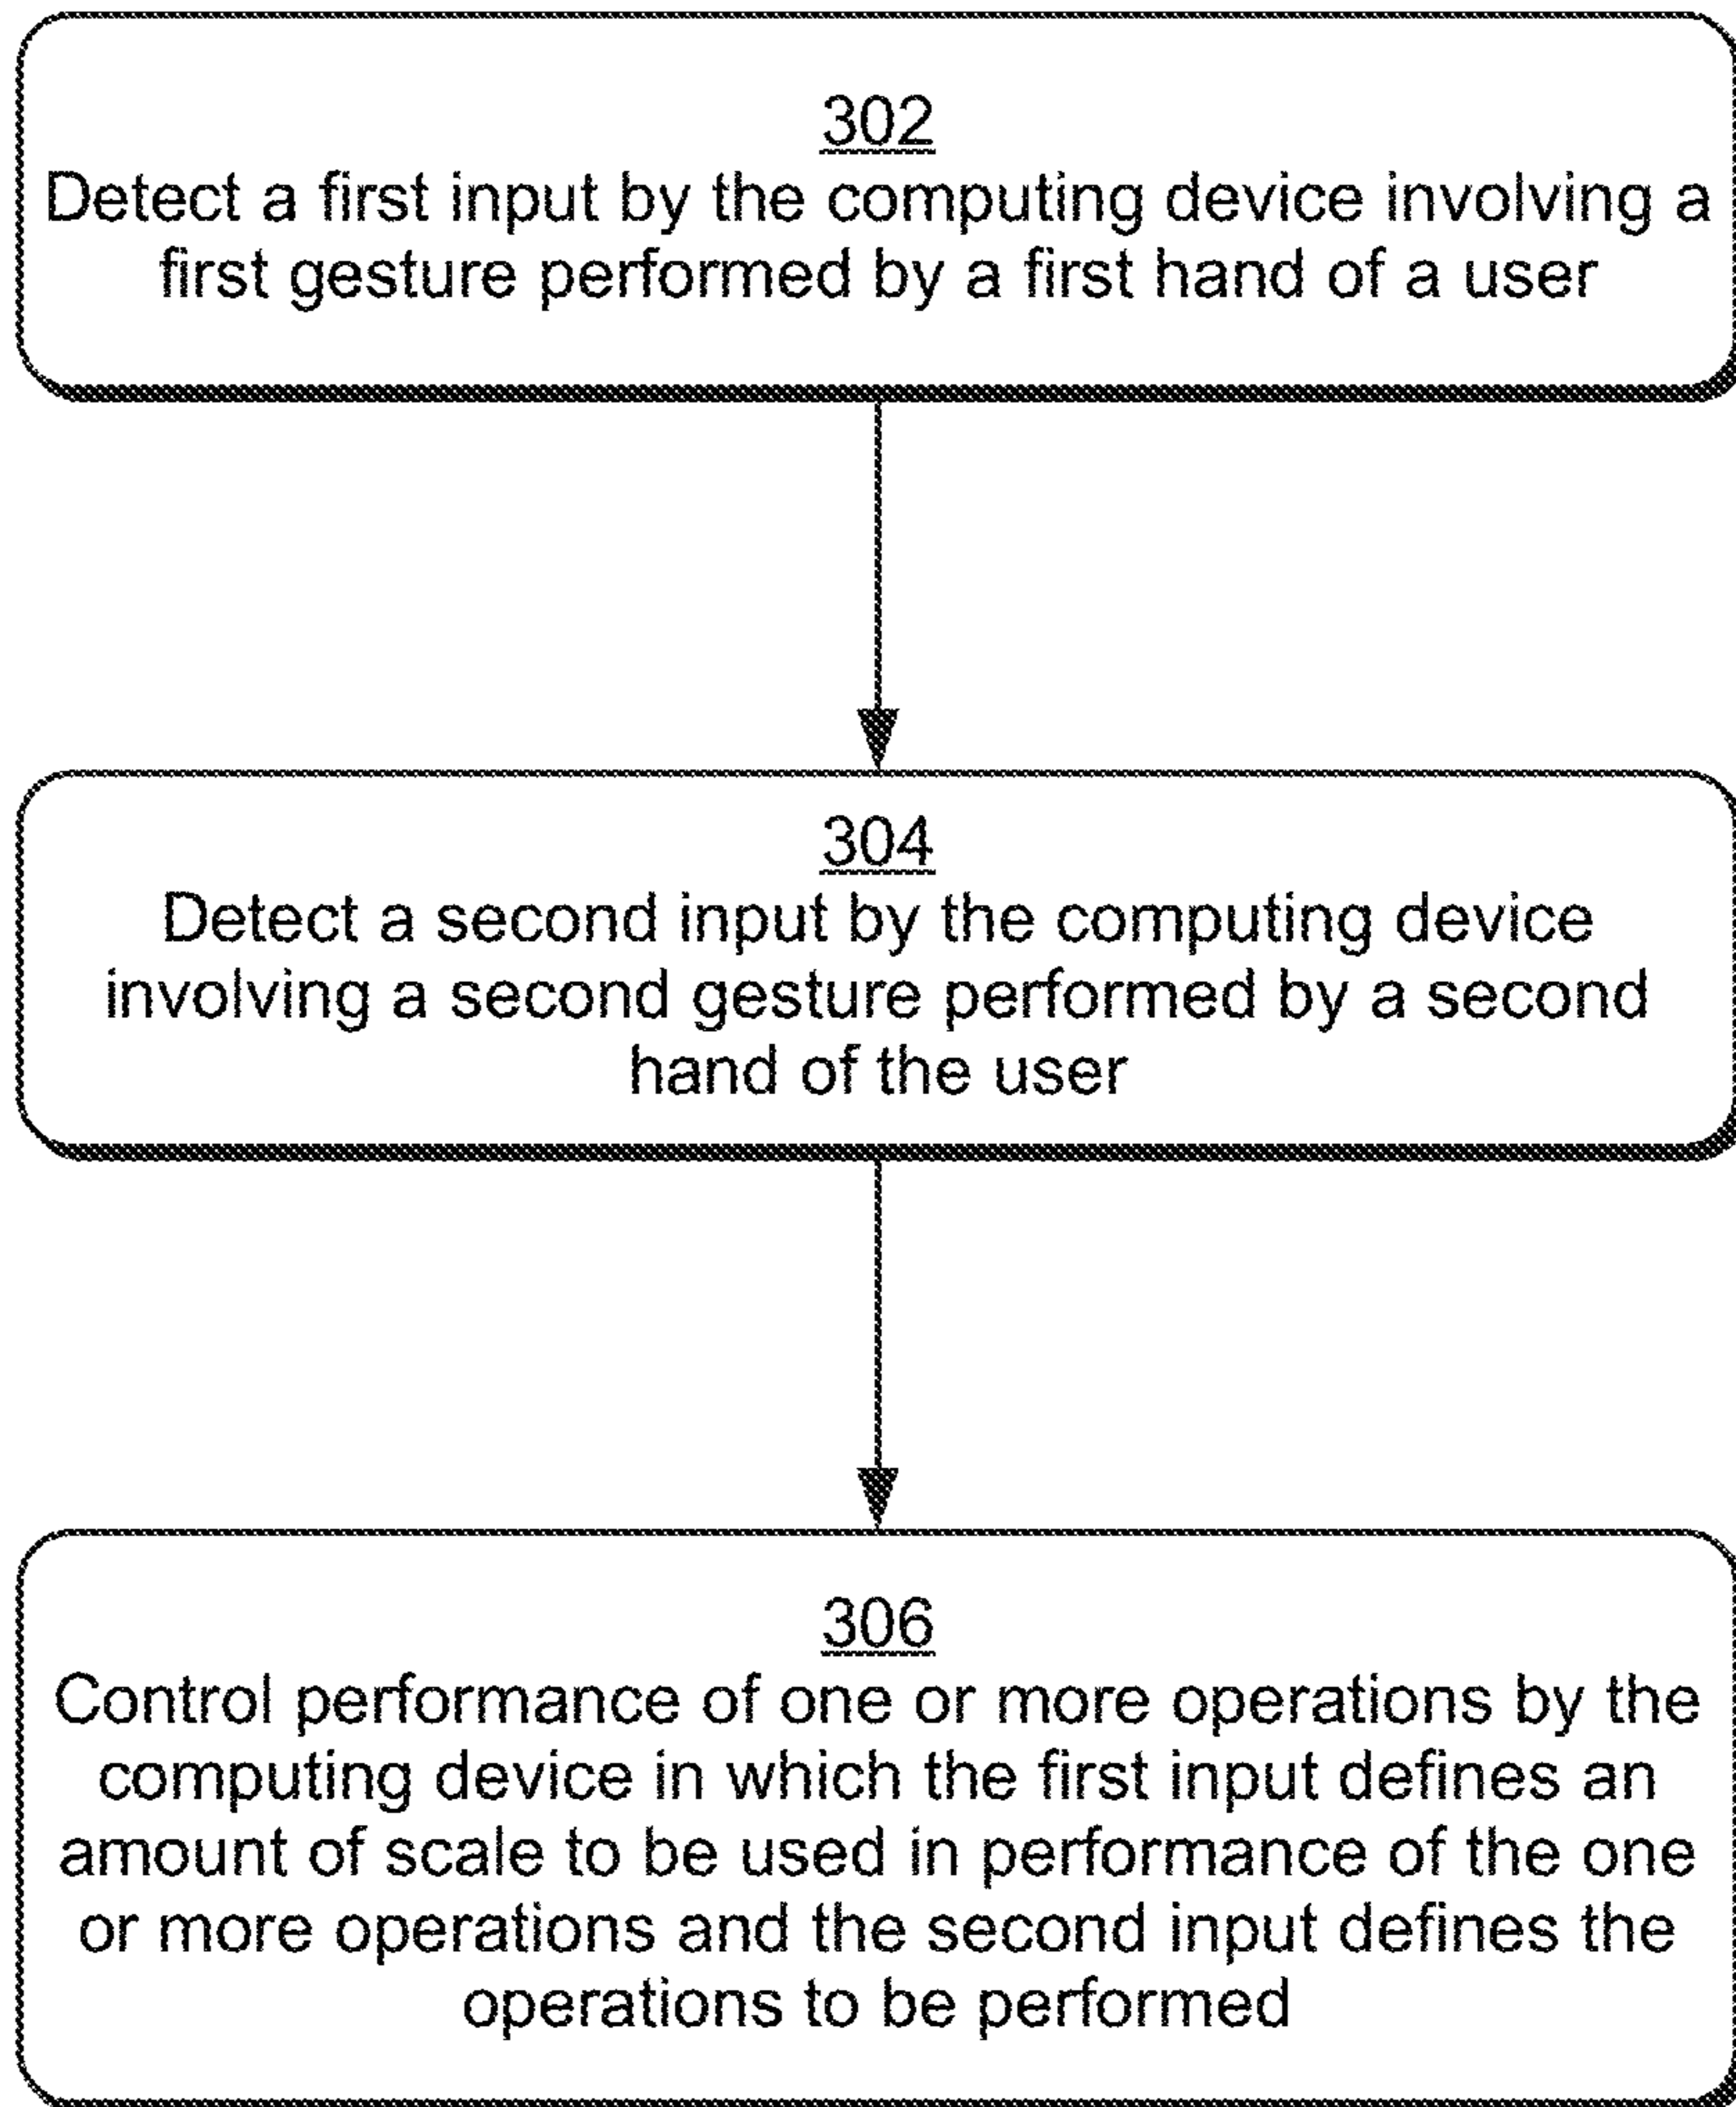 302
Detect a first input by the computing device involving a
first gesture performed by a first hand of a user
304
Detect a second input by the computing device
involving a second gesture performed by a second
hand of the user
306
Control performance of one or more operations by the
computing device in which the first input defines an
amount of scale to be used in performance of the one
or more operations and the second input defines the
operations to be performed